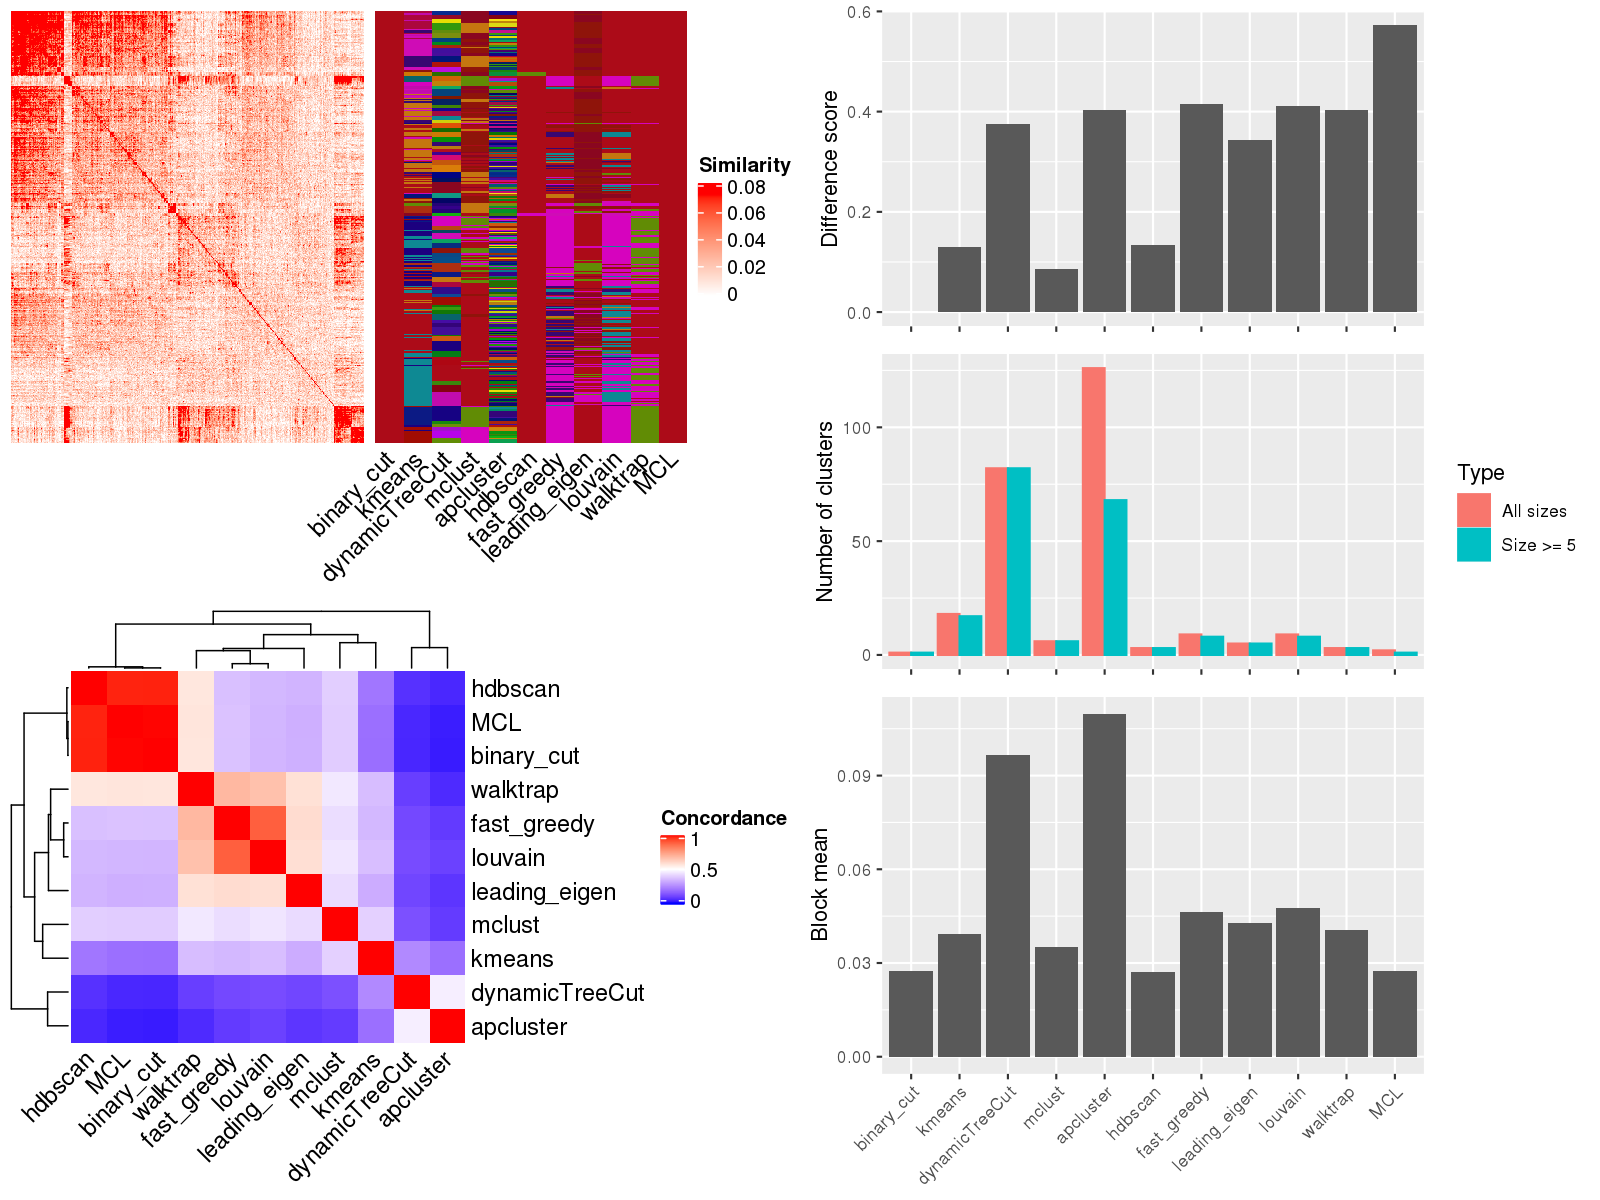 Similarity
0.08
0.06
0.04
0.02
0
binary_cut
kmeans
dynamicTreeCut
mclust
apcluster
hdbscan
fast_greedy
leading_eigen
louvain
walktrap
MCL
Difference score
0.6
0.4
0.2
0.0
Number of clusters
100
50
0
Type
All sizes
Size >= 5
hdbscan
MCL
binary_cut
walktrap
fast_greedy
louvain
leading_eigen
mclust
kmeans
dynamicTreeCut
apcluster
hdbscan
MCL
binary_cut
walktrap
fast_greedy
louvain
leading_eigen
mclust
kmeans
dynamicTreeCut
apcluster
Concordance
1
0.5
0
Block mean
0.09
0.06
0.03
0.00
binary_cut
kmeans
dynamicTreeCut
mclust
apcluster
hdbscan
fast_greedy
leading_eigen
louvain
walktrap
MCL